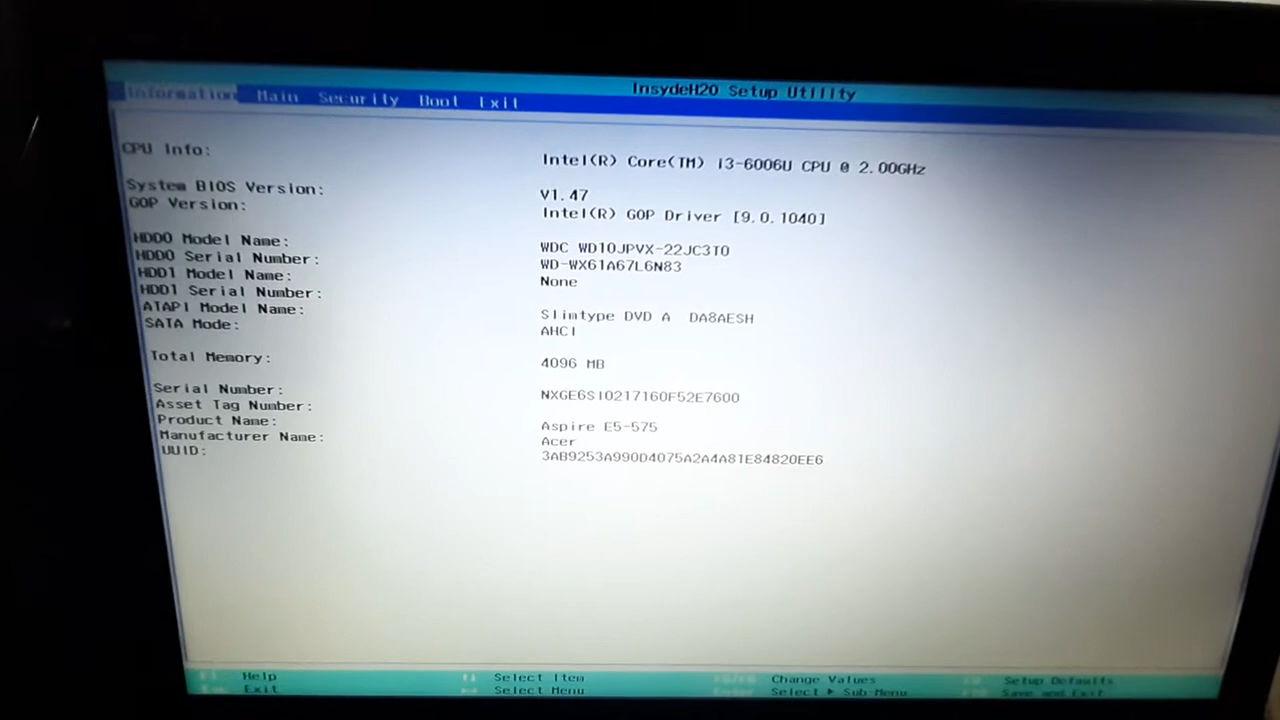 InsydeH20 Setup Utility
Information Main Security Boot Exit
CPU Info: Intel(R) Core(TM) i3-6006U CPU @ 2.00GHz
System BIOS Version: V1.47
GOP Version: Intel(R) GOP Driver [9.0.1040]
HDD0 Model Name: WDC WD10JPVX-22JC3T0
HDD0 Serial Number: WD-WX61A67L6N83
HDD1 Model Name: None
HDD1 Serial Number:
ATAPI Model Name: Slimtype DVD A DA8AESH
SATA Mode: AHCI
Total Memory: 4096 MB
Serial Number: NXGE6SI0217160F52E7600
Asset Tag Number:
Product Name: Aspire E5-575
Manufacturer Name: Acer
UUID: 3AB9253A990D4075A2A4A81E84820EE6
Help Select Item Change Values Setup Defaults
Exit Select Menu Enter Select ▶ Sub-Menu Save and Exit